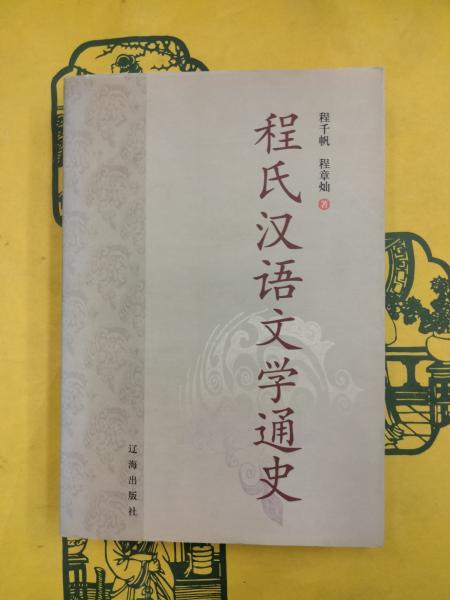 程千帆 程章灿 著
程氏汉语文学通史
辽海出版社